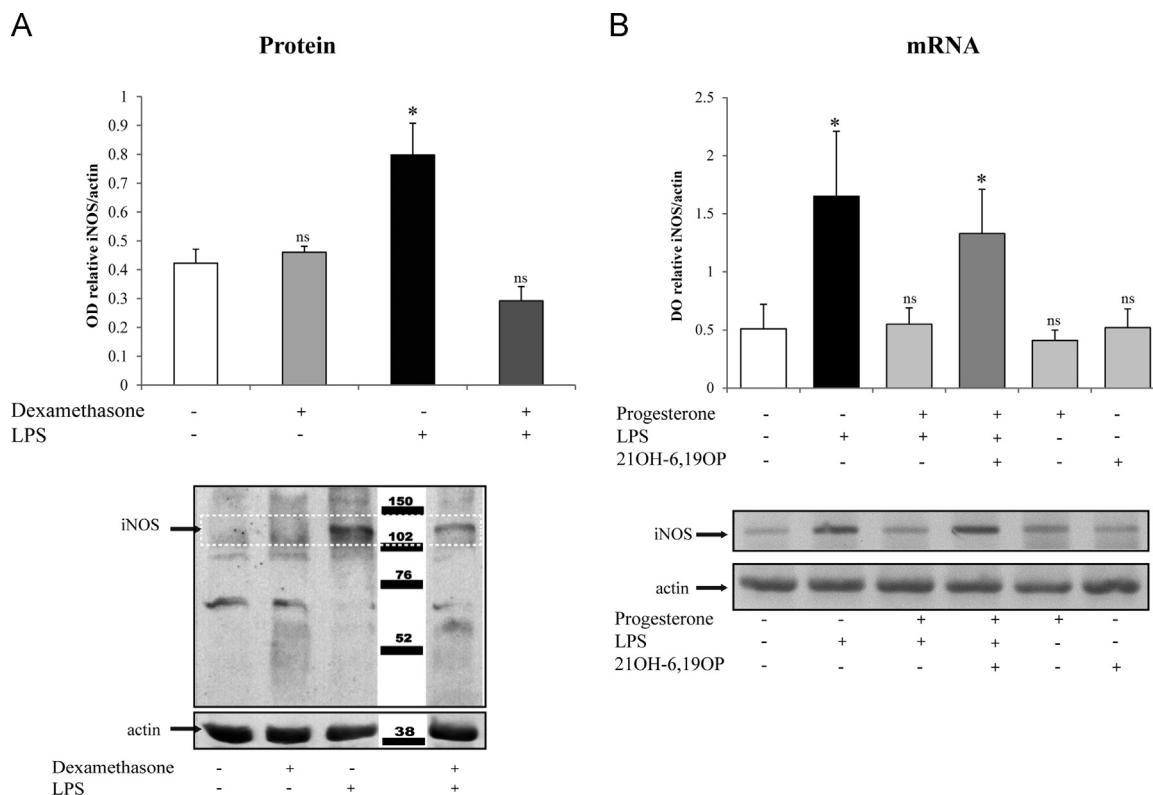 A
Protein
1
0.9
0.8
0.7
0.6
0.5
0.4
0.3
0.2
0.1
0
OD relative iNOS/actin
ns
*
ns
Dexamethasone - + - +
LPS - - + +
iNOS
150
102
76
52
actin
38
Dexamethasone - + - +
LPS - - + +
B
mRNA
2.5
2
1.5
1
0.5
0
DO relative iNOS/actin
*
ns
*
ns
ns
Progesterone - - + + + -
LPS - + + + - -
21OH-6,19OP - - - + - +
iNOS
actin
Progesterone - - + + + -
LPS - + + + - -
21OH-6,19OP - - - + - +